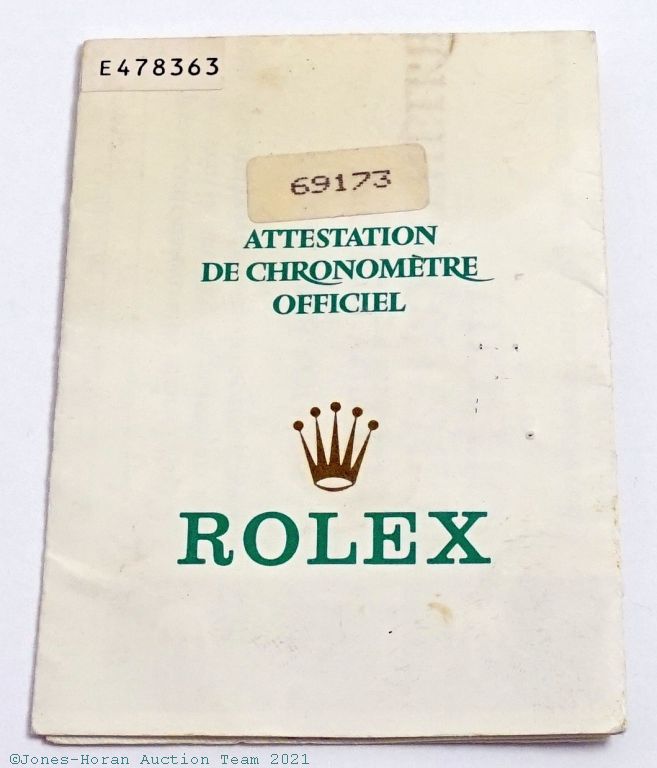 E478363
69173
ATTESTATION
DE CHRONOMÈTRE
OFFICIEL
ROLEX
©Jones-Horan Auction Team 2021